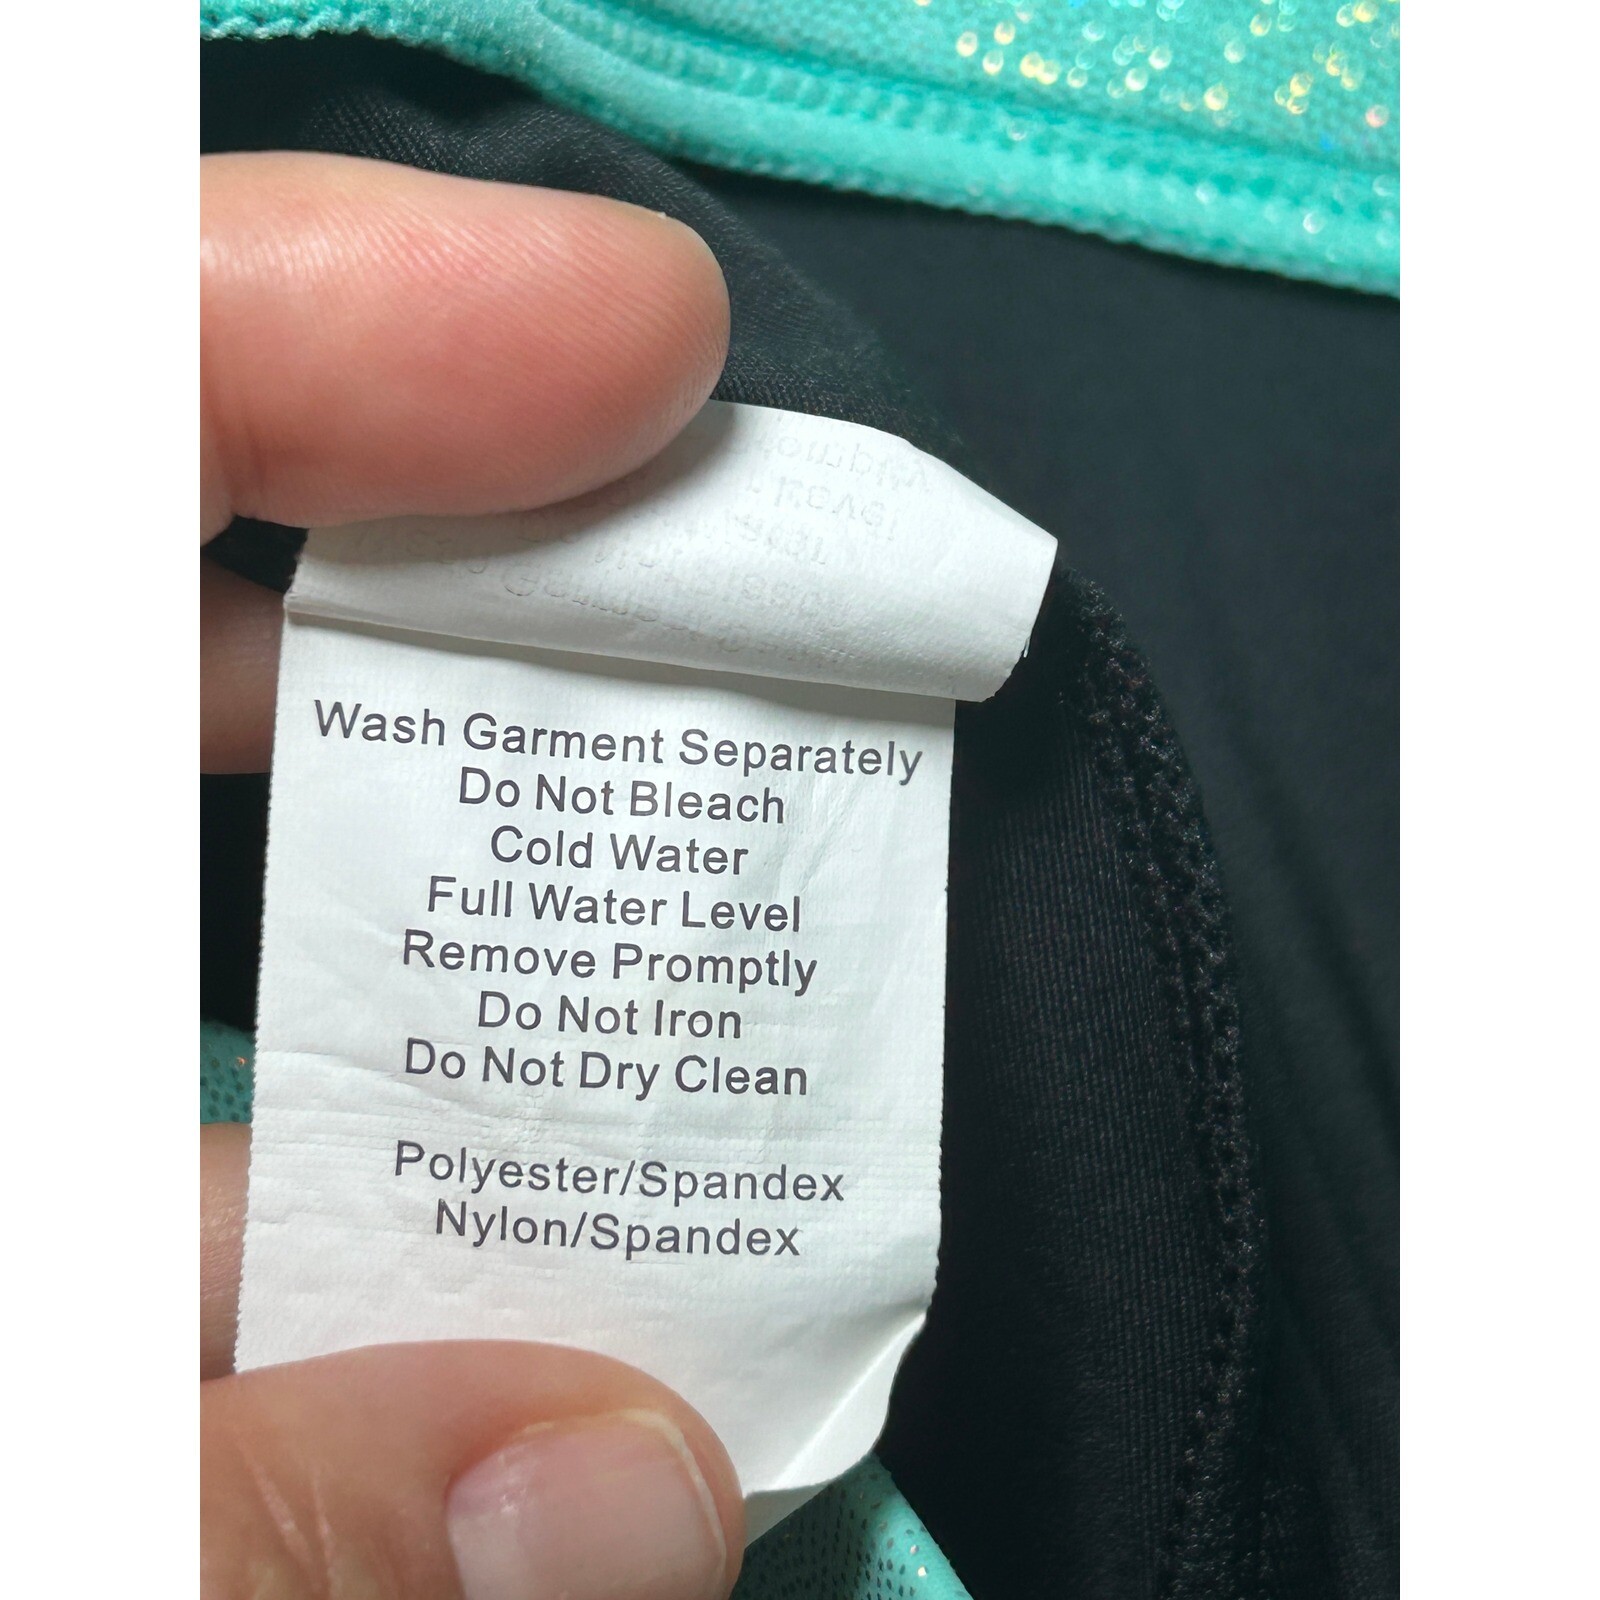 Wash Garment Separately
Do Not Bleach
Cold Water
Full Water Level
Remove Promptly
Do Not Iron
Do Not Dry Clean
Polyester/Spandex
Nylon/Spandex